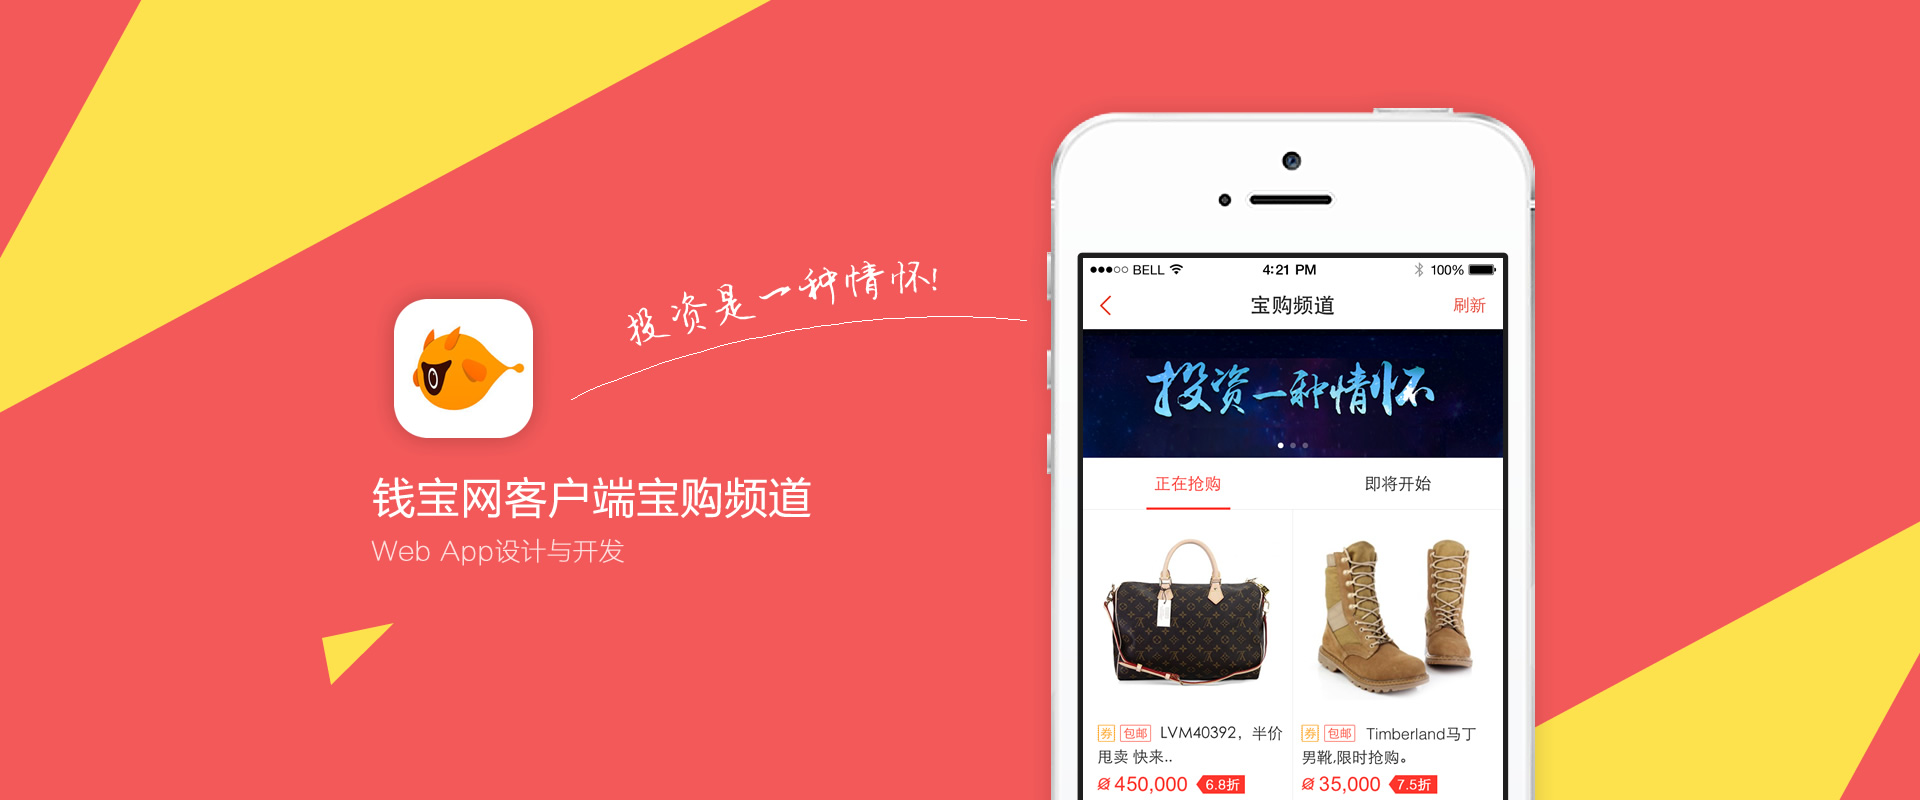 投资是一种情怀!
钱宝网客户端宝购频道
Web App设计与开发
BELL 4:21 PM 100%
宝购频道 刷新
投资一种情怀
正在抢购 即将开始
券 包邮 LVM40392，半价
甩卖 快来..
450,000 6.8折
券 包邮 Timberland马丁
男靴,限时抢购。
35,000 7.5折